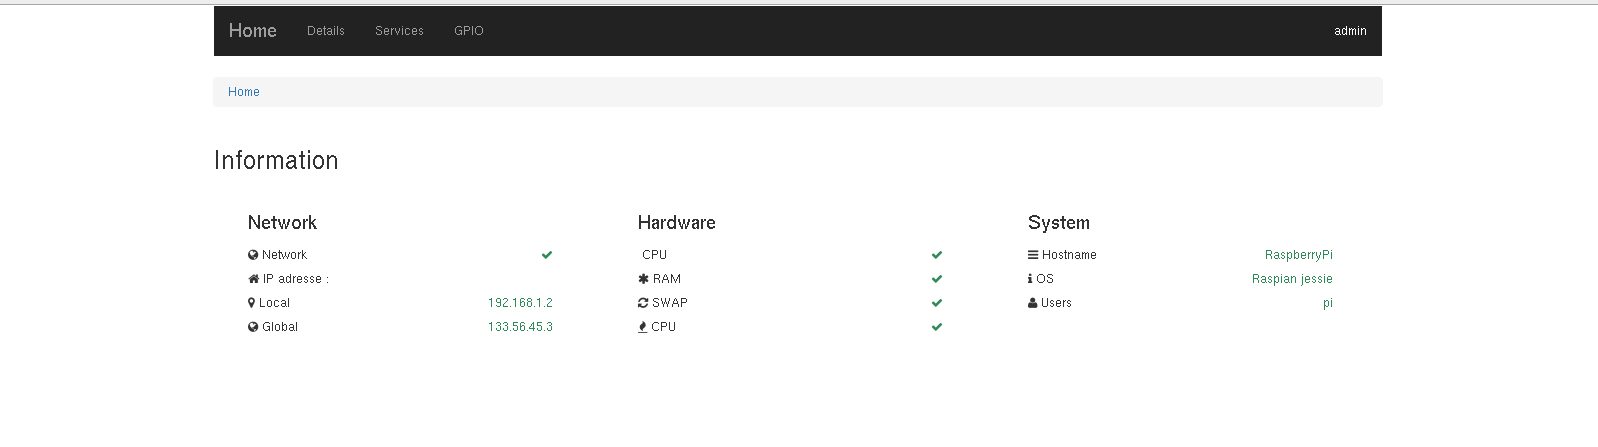 Home Details Services GPIO admin
Home
Information
Network
Network
IP adresse :
Local 192.168.1.2
Global 133.56.45.3
Hardware
CPU
RAM
SWAP
CPU
System
Hostname RaspberryPi
OS Raspian jessie
Users pi